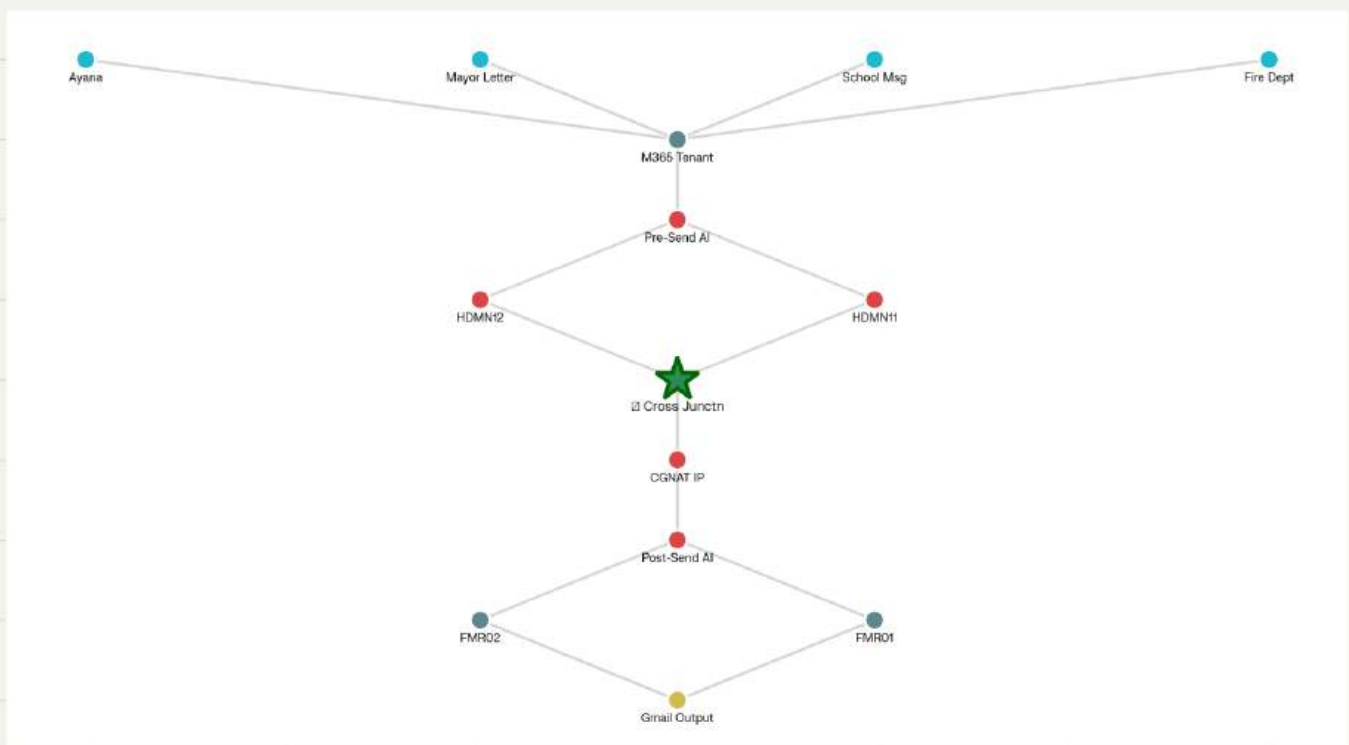 Ayana
Mayor Letter
School Msg
Fire Dept
M365 Tenant
Pre-Send AI
HDMN12
HDMN11
Cross Junctn
CGNAT IP
Post-Send AI
FMR02
FMR01
Gmail Output